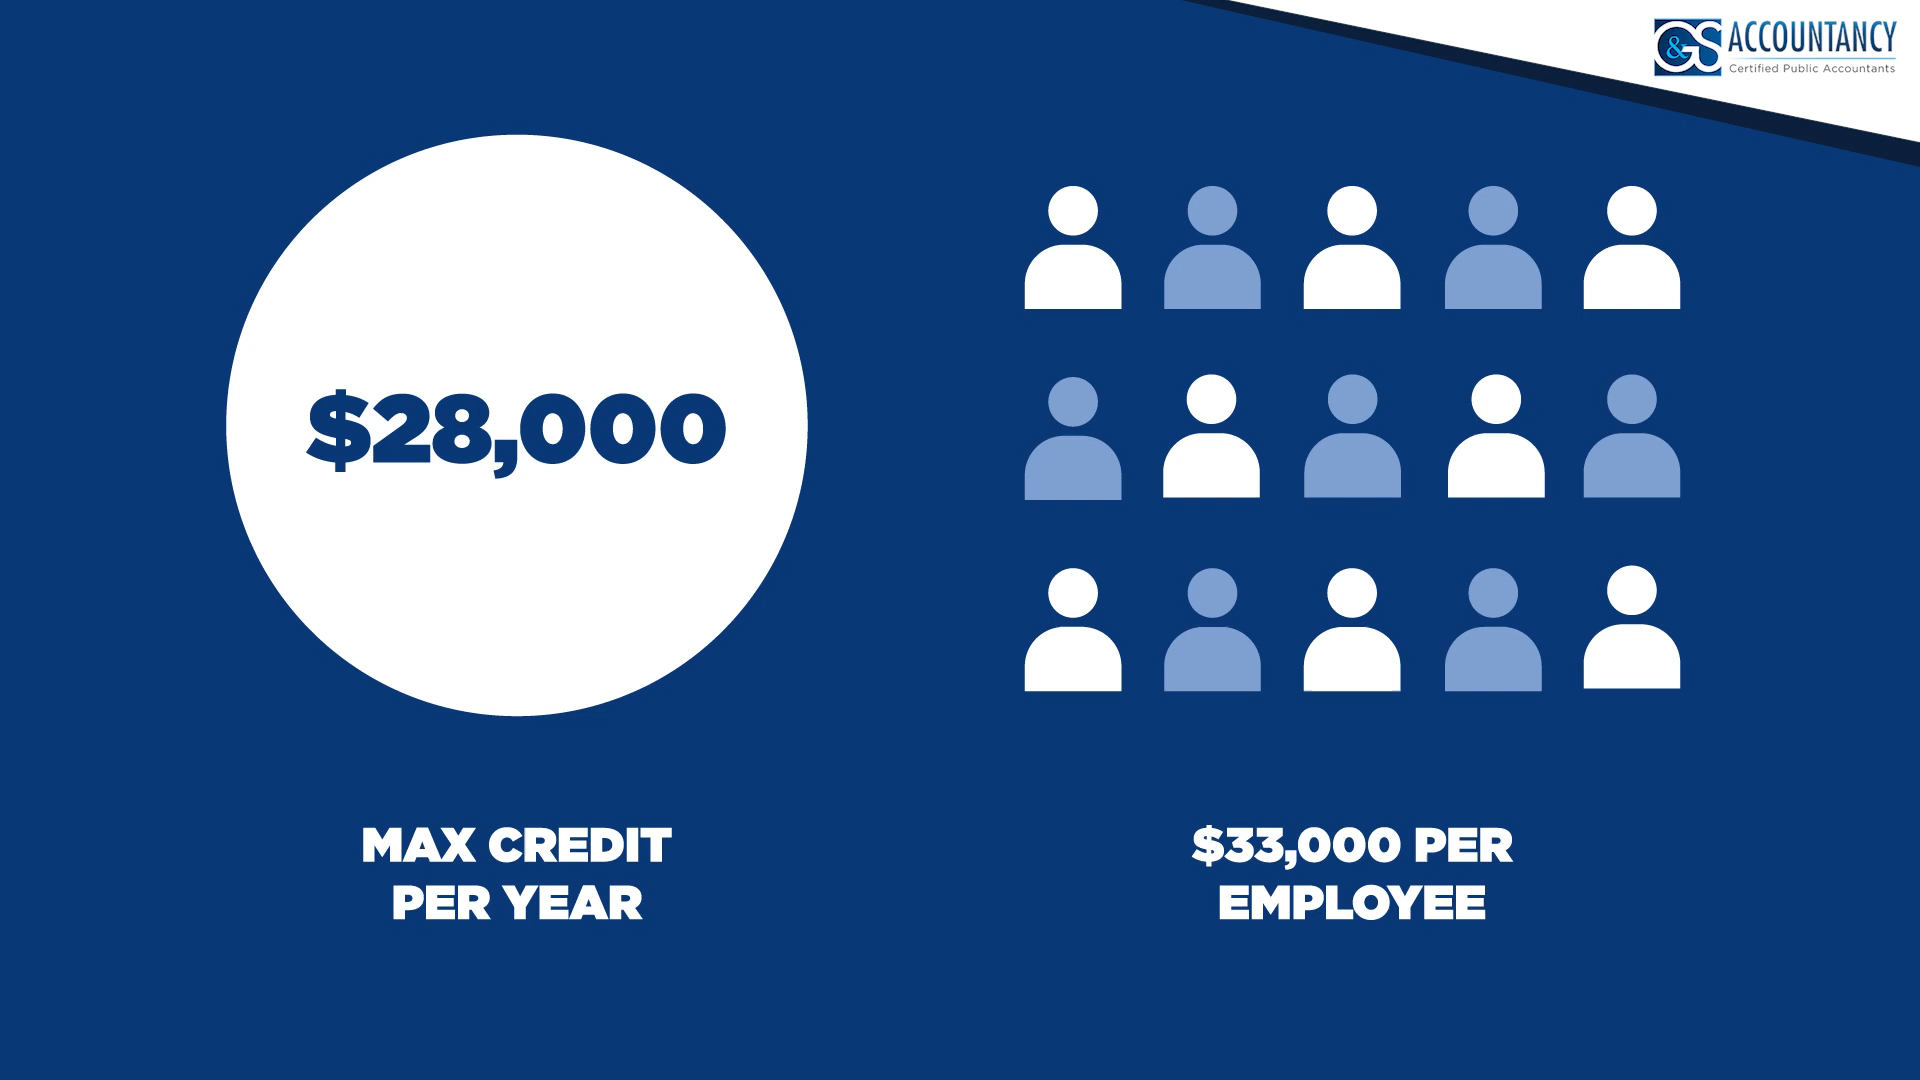 G&S ACCOUNTANCY
Certified Public Accountants
$28,000
MAX CREDIT
PER YEAR
$33,000 PER
EMPLOYEE